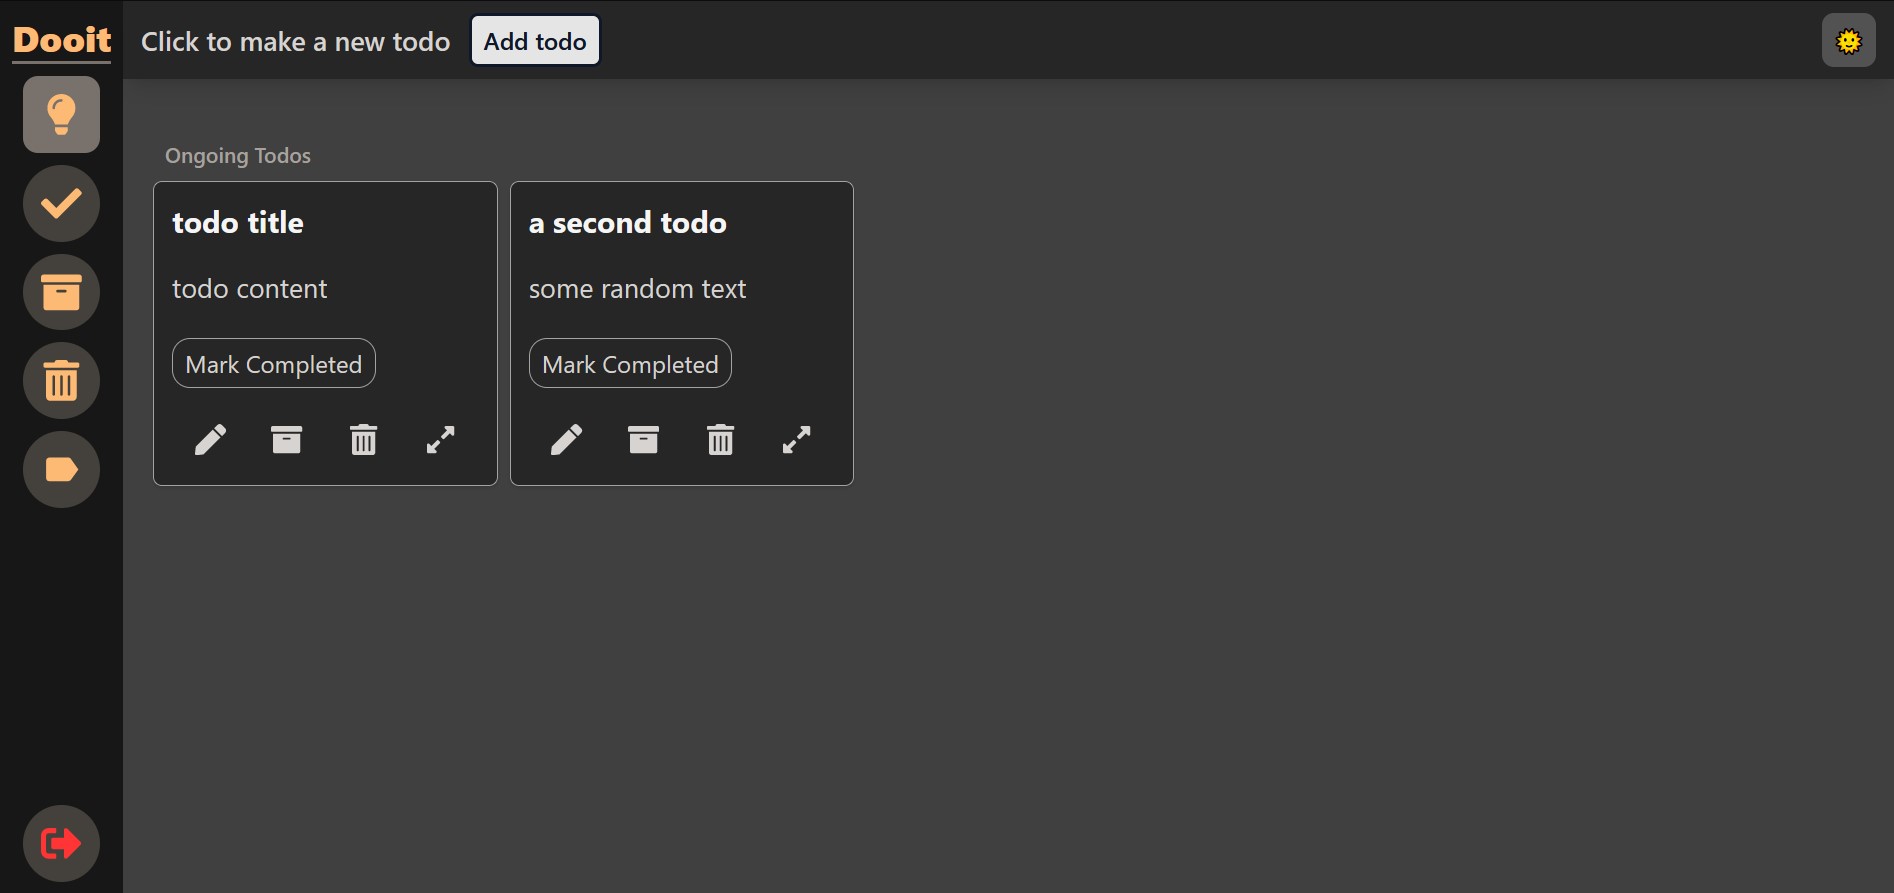 Dooit
Click to make a new todo
Add todo
Ongoing Todos
todo title
todo content
Mark Completed
a second todo
some random text
Mark Completed